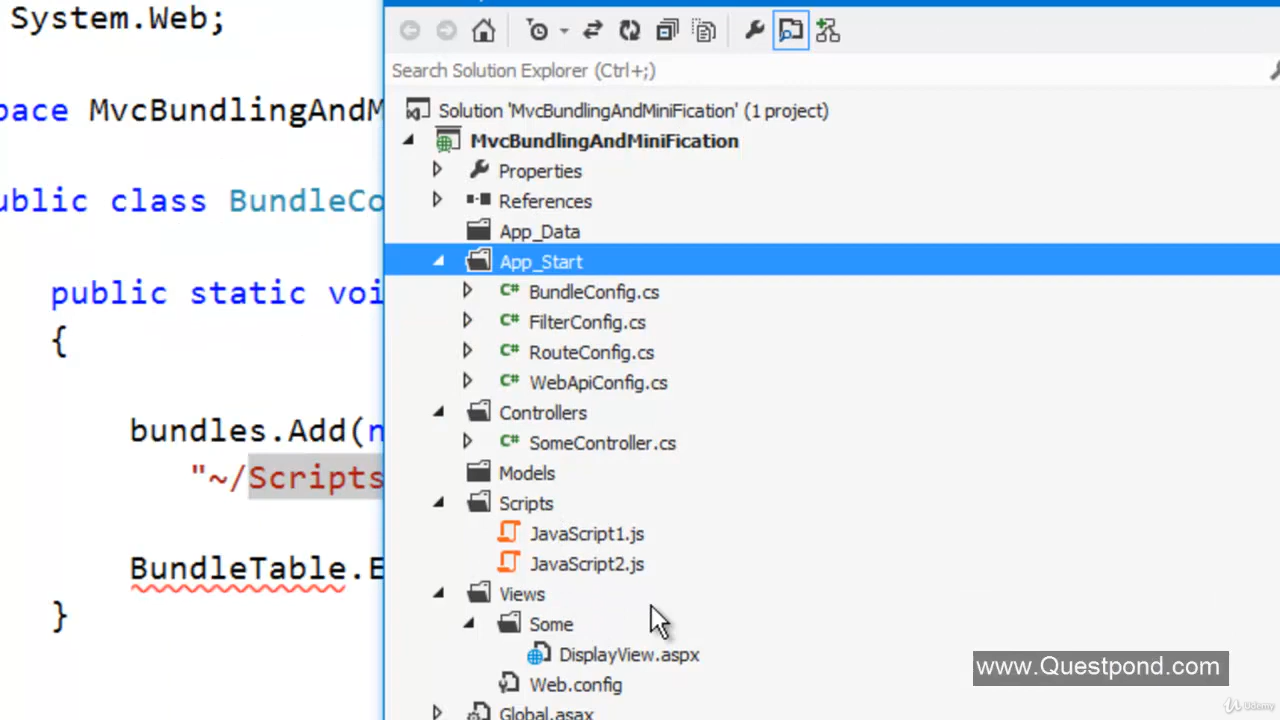 System.Web;
pace MvcBundlingAndM
ublic class BundleCo
public static voi
{
bundles.Add(n
"~/Scripts
BundleTable.E
}
Search Solution Explorer (Ctrl+;)
Solution 'MvcBundlingAndMiniFication' (1 project)
MvcBundlingAndMiniFication
Properties
References
App_Data
App_Start
C# BundleConfig.cs
C# FilterConfig.cs
C# RouteConfig.cs
C# WebApiConfig.cs
Controllers
C# SomeController.cs
Models
Scripts
JavaScript1.js
JavaScript2.js
Views
Some
DisplayView.aspx
Web.config
Global.asax
www.Questpond.com
Udemy